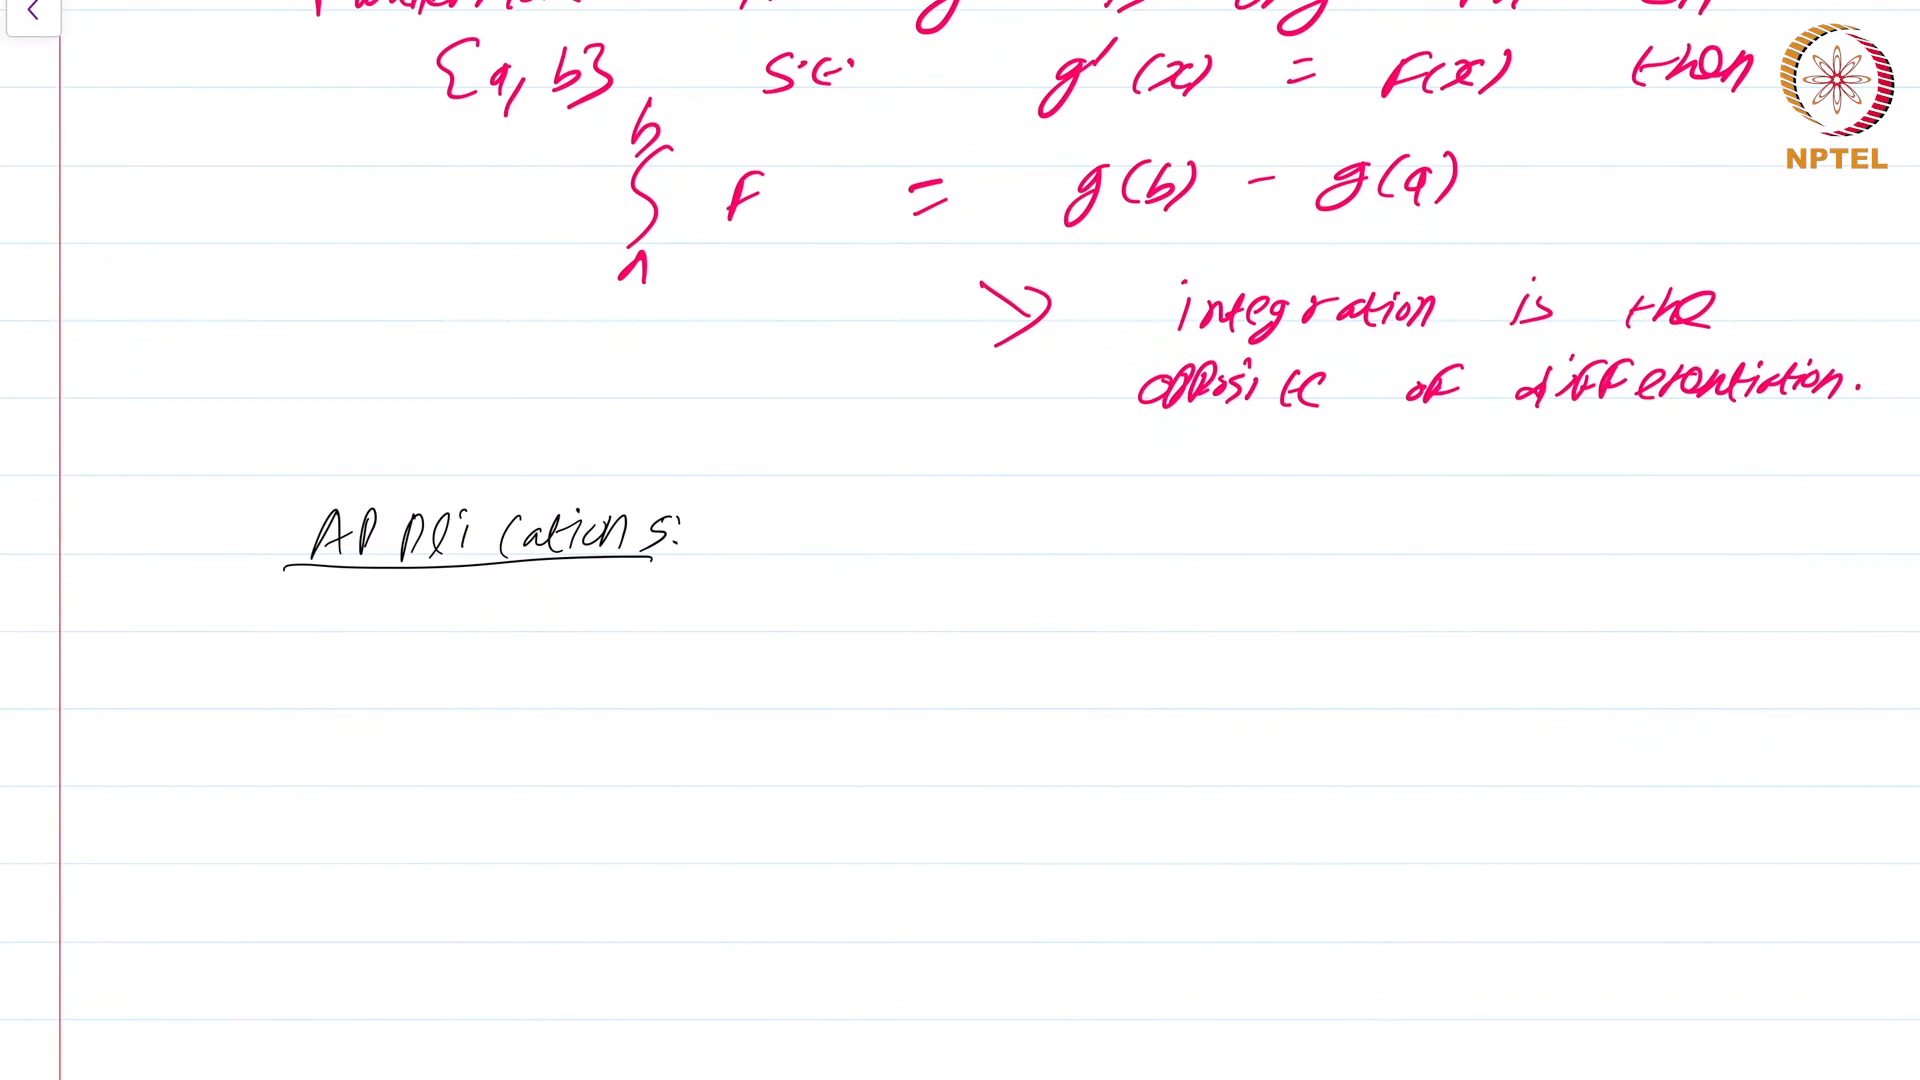 {a, b} s.t. g'(x) = F(x) then
NPTEL
b
∫ F = g(b) - g(a)
a
integration is the
opposite of differentiation.
Applications: